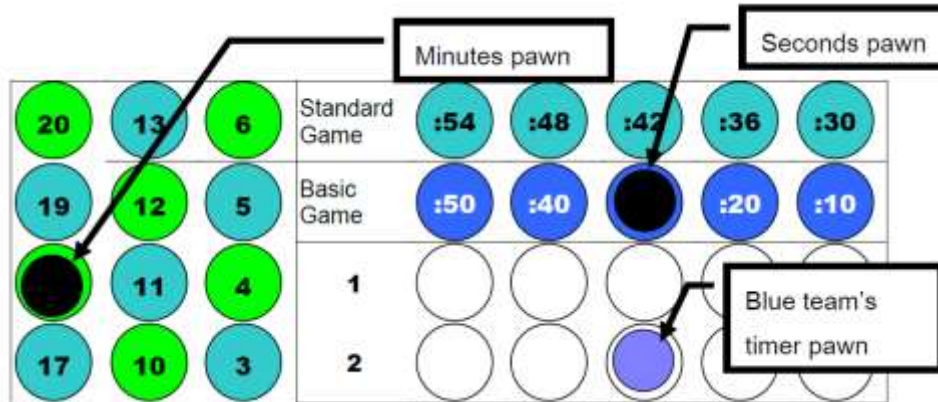 Minutes pawn
Seconds pawn
20 13 6 Standard Game :54 :48 :42 :36 :30
19 12 5 Basic Game :50 :40 :20 :10
11 4 1
Blue team's timer pawn
17 10 3 2